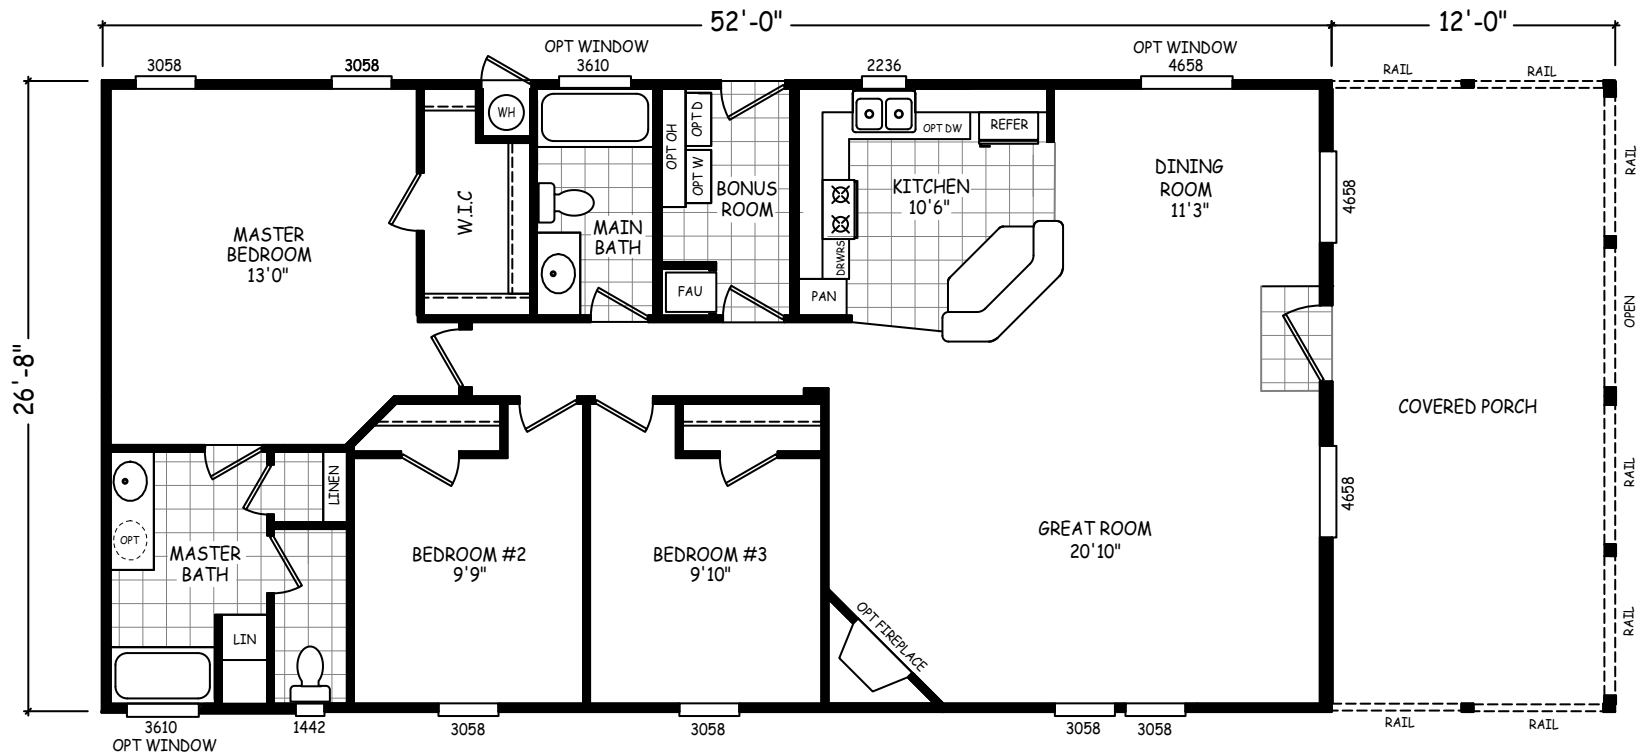 52'-0"
12'-0"
OPT WINDOW
OPT WINDOW
3058
3058
3610
2236
4658
RAIL
RAIL
WH
OPT D
OPT OH
OPT W
OPT DW
REFER
RAIL
W.I.C
BONUS
ROOM
KITCHEN
10'6"
DINING
ROOM
11'3"
4658
MAIN
BATH
MASTER
BEDROOM
13'0"
DRWRS
FAU
PAN
OPEN
26'-8"
COVERED PORCH
LINEN
RAIL
4658
OPT
MASTER
BATH
BEDROOM #2
9'9"
BEDROOM #3
9'10"
GREAT ROOM
20'10"
RAIL
LIN
OPT FIREPLACE
3610
1442
3058
3058
3058
3058
RAIL
RAIL
OPT WINDOW